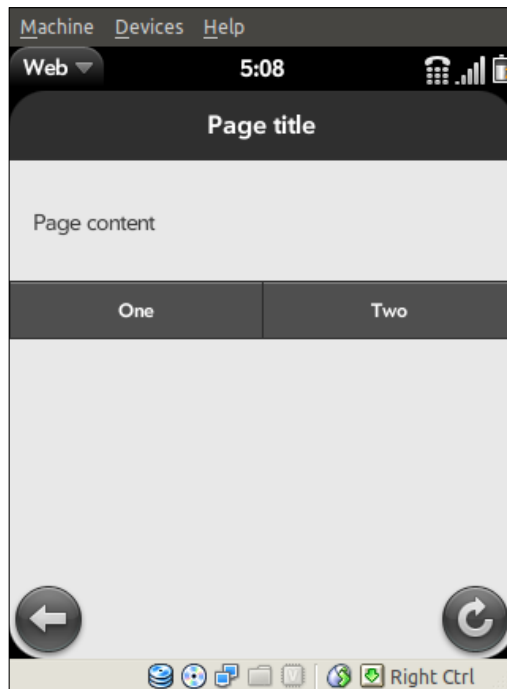 Machine Devices Help
Web 5:08
Page title
Page content
One Two
Right Ctrl